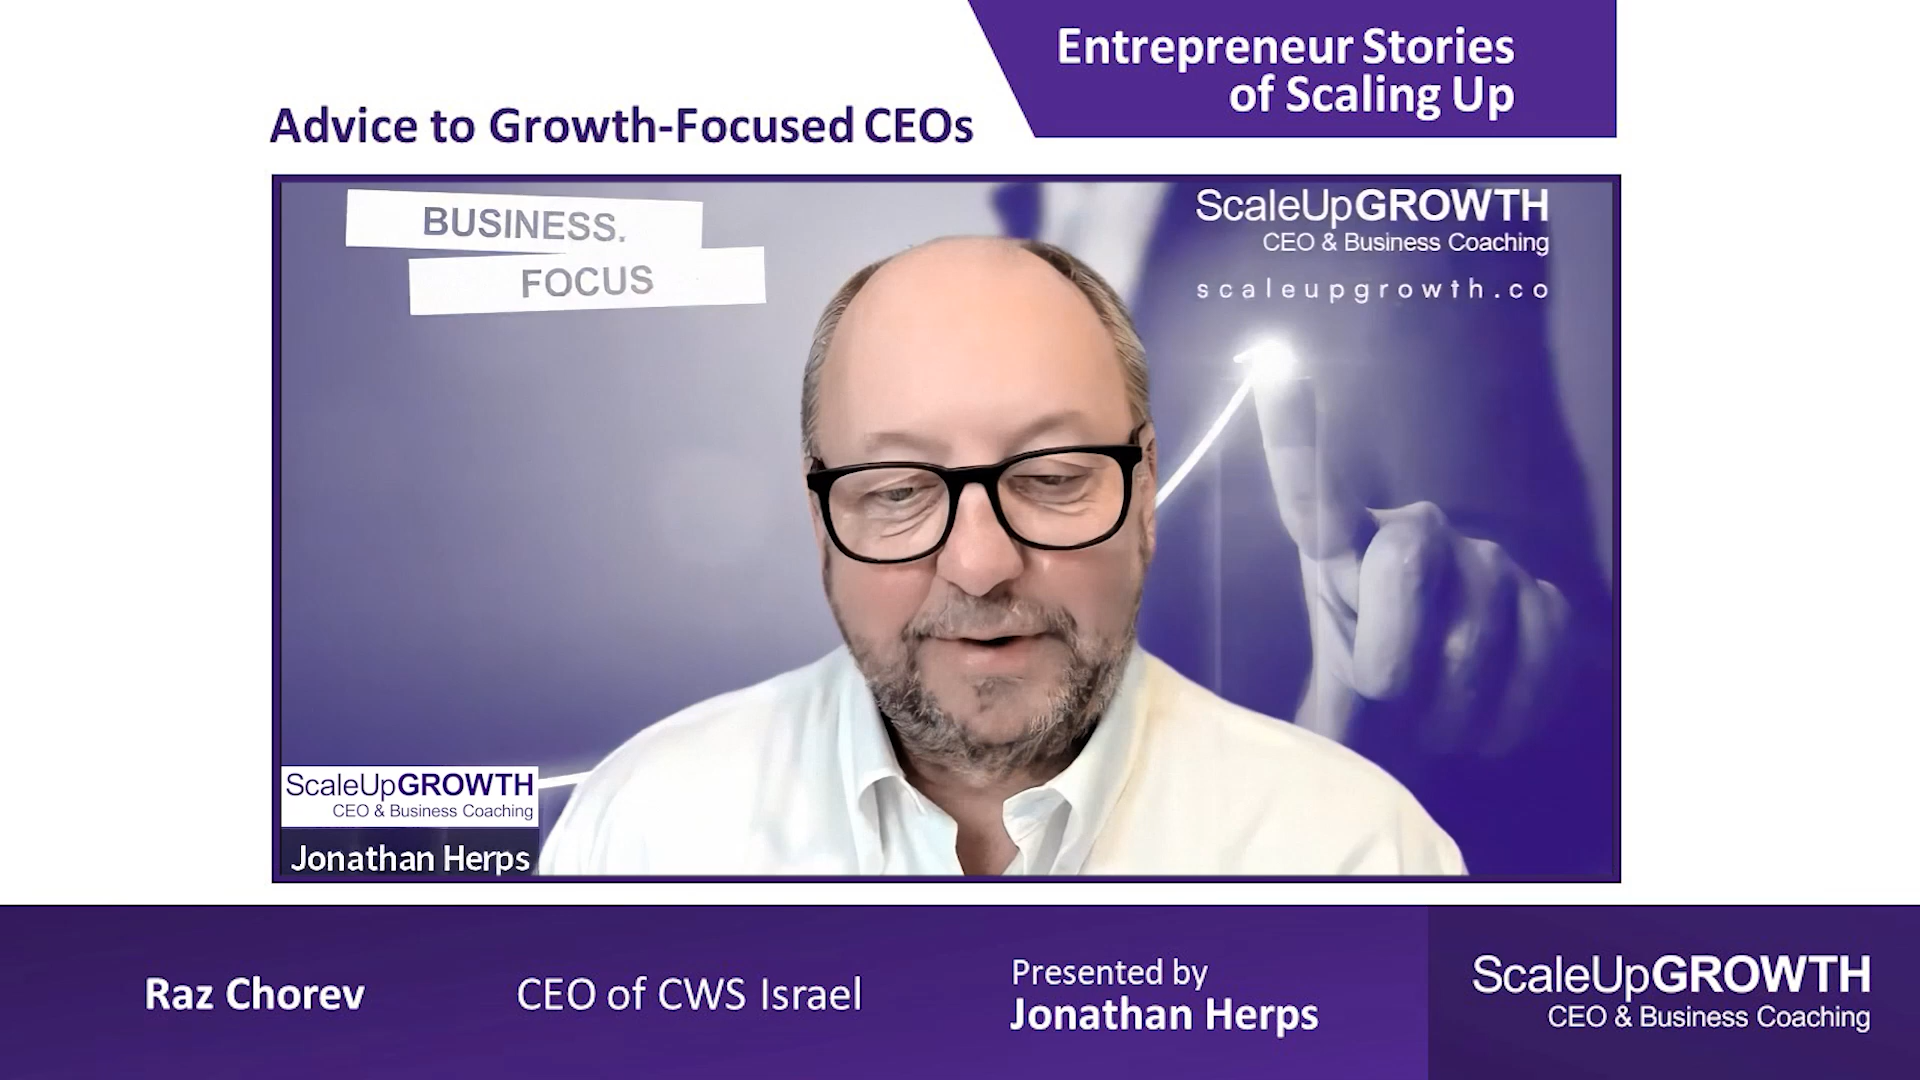 Entrepreneur Stories
of Scaling Up
Advice to Growth-Focused CEOs
BUSINESS.
FOCUS
ScaleUpGROWTH
CEO & Business Coaching
scaleupgrowth.co
ScaleUpGROWTH
CEO & Business Coaching
Jonathan Herps
Raz Chorev
CEO of CWS Israel
Presented by
Jonathan Herps
ScaleUpGROWTH
CEO & Business Coaching